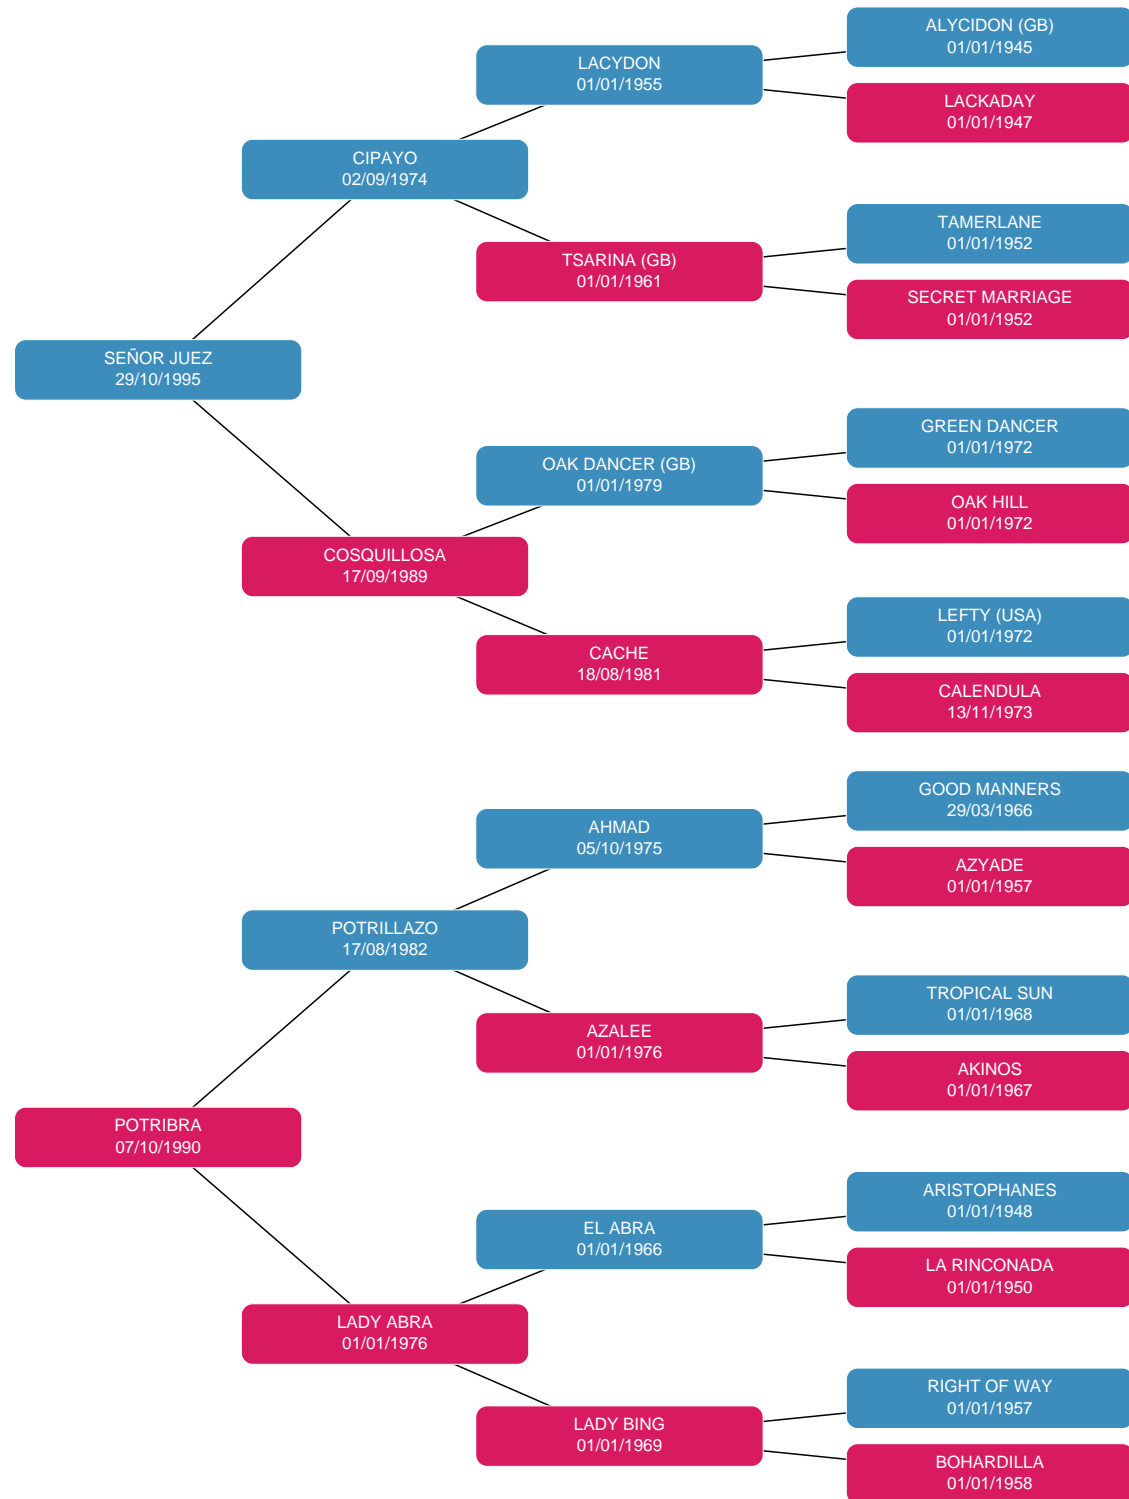 ALYCIDON (GB)
01/01/1945
LACYDON
01/01/1955
LACKADAY
01/01/1947
CIPAYO
02/09/1974
TAMERLANE
01/01/1952
TSARINA (GB)
01/01/1961
SECRET MARRIAGE
01/01/1952
SEÑOR JUEZ
29/10/1995
GREEN DANCER
01/01/1972
OAK DANCER (GB)
01/01/1979
OAK HILL
01/01/1972
COSQUILLOSA
17/09/1989
LEFTY (USA)
01/01/1972
CACHE
18/08/1981
CALENDULA
13/11/1973
GOOD MANNERS
29/03/1966
AHMAD
05/10/1975
AZYADE
01/01/1957
POTRILLAZO
17/08/1982
TROPICAL SUN
01/01/1968
AZALEE
01/01/1976
AKINOS
01/01/1967
POTRIBRA
07/10/1990
ARISTOPHANES
01/01/1948
EL ABRA
01/01/1966
LA RINCONADA
01/01/1950
LADY ABRA
01/01/1976
RIGHT OF WAY
01/01/1957
LADY BING
01/01/1969
BOHARDILLA
01/01/1958